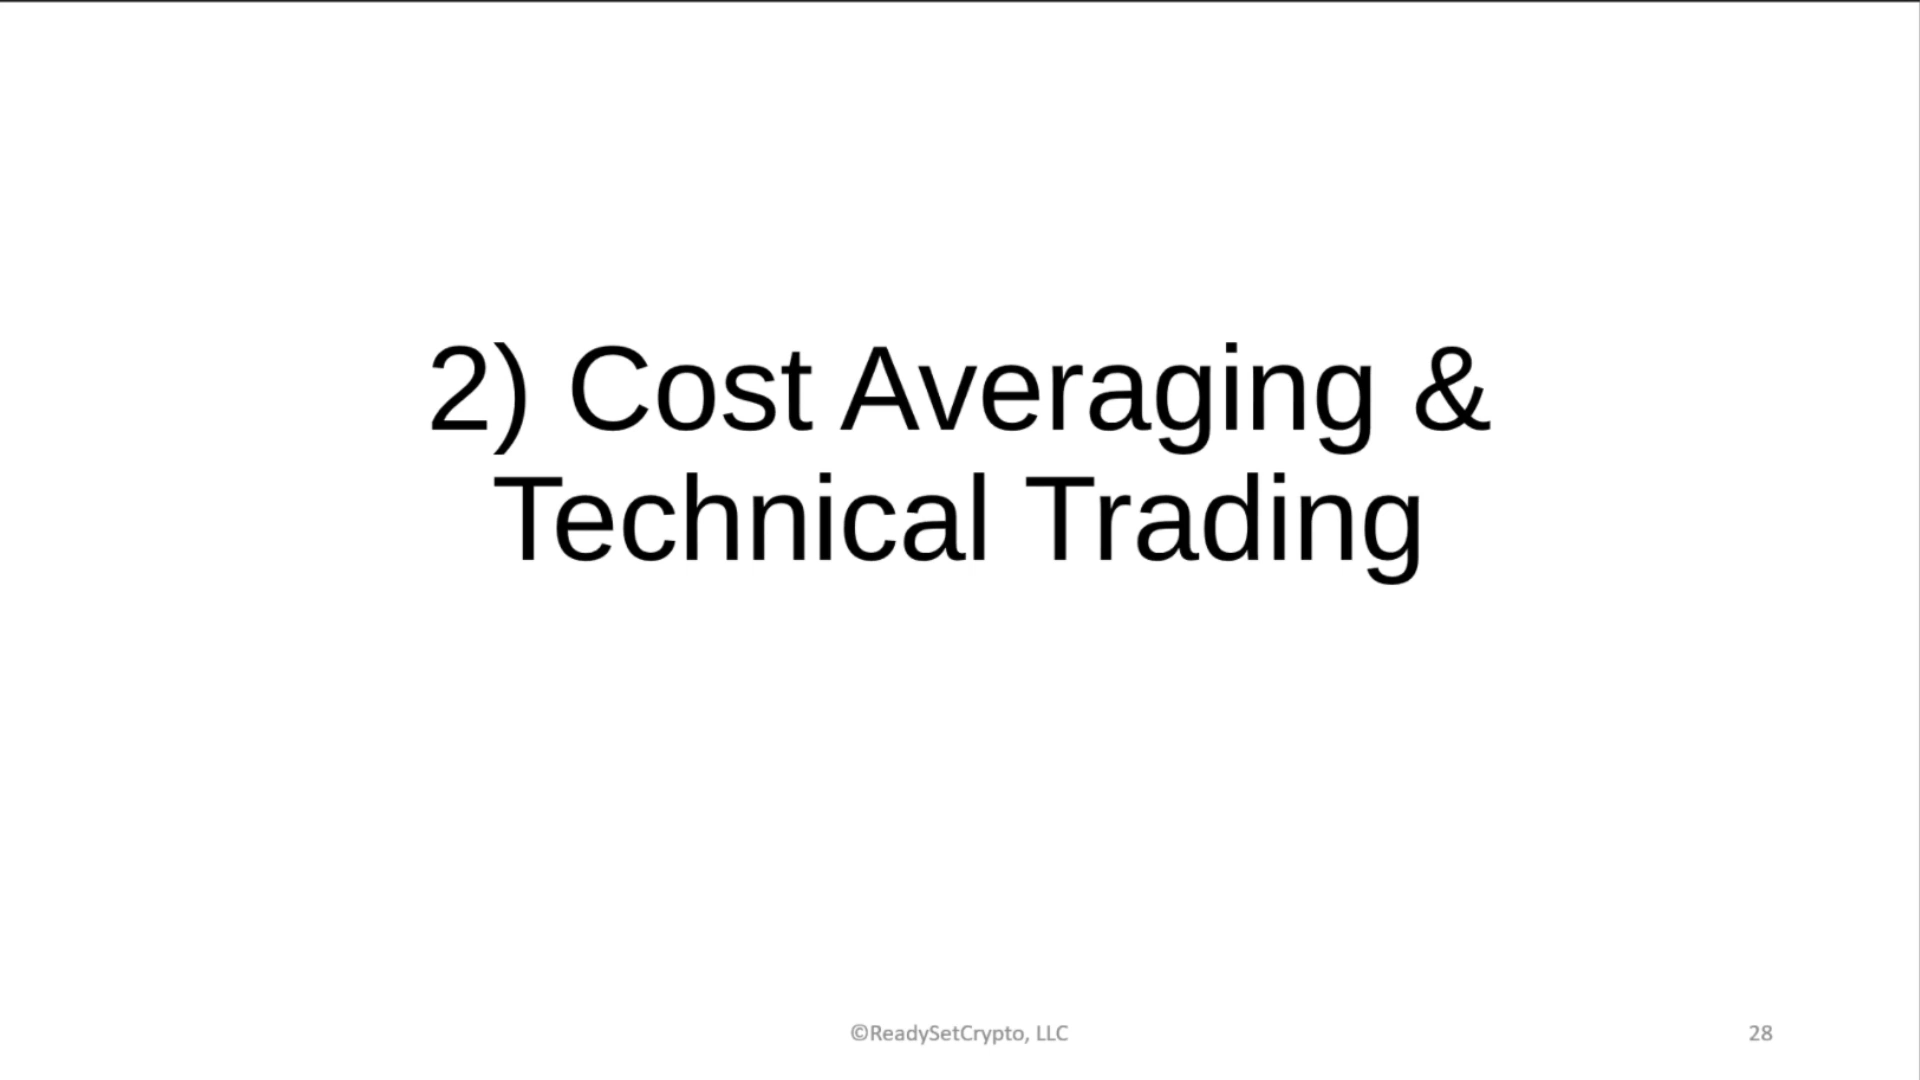 2) Cost Averaging &
Technical Trading
©ReadySetCrypto, LLC
28